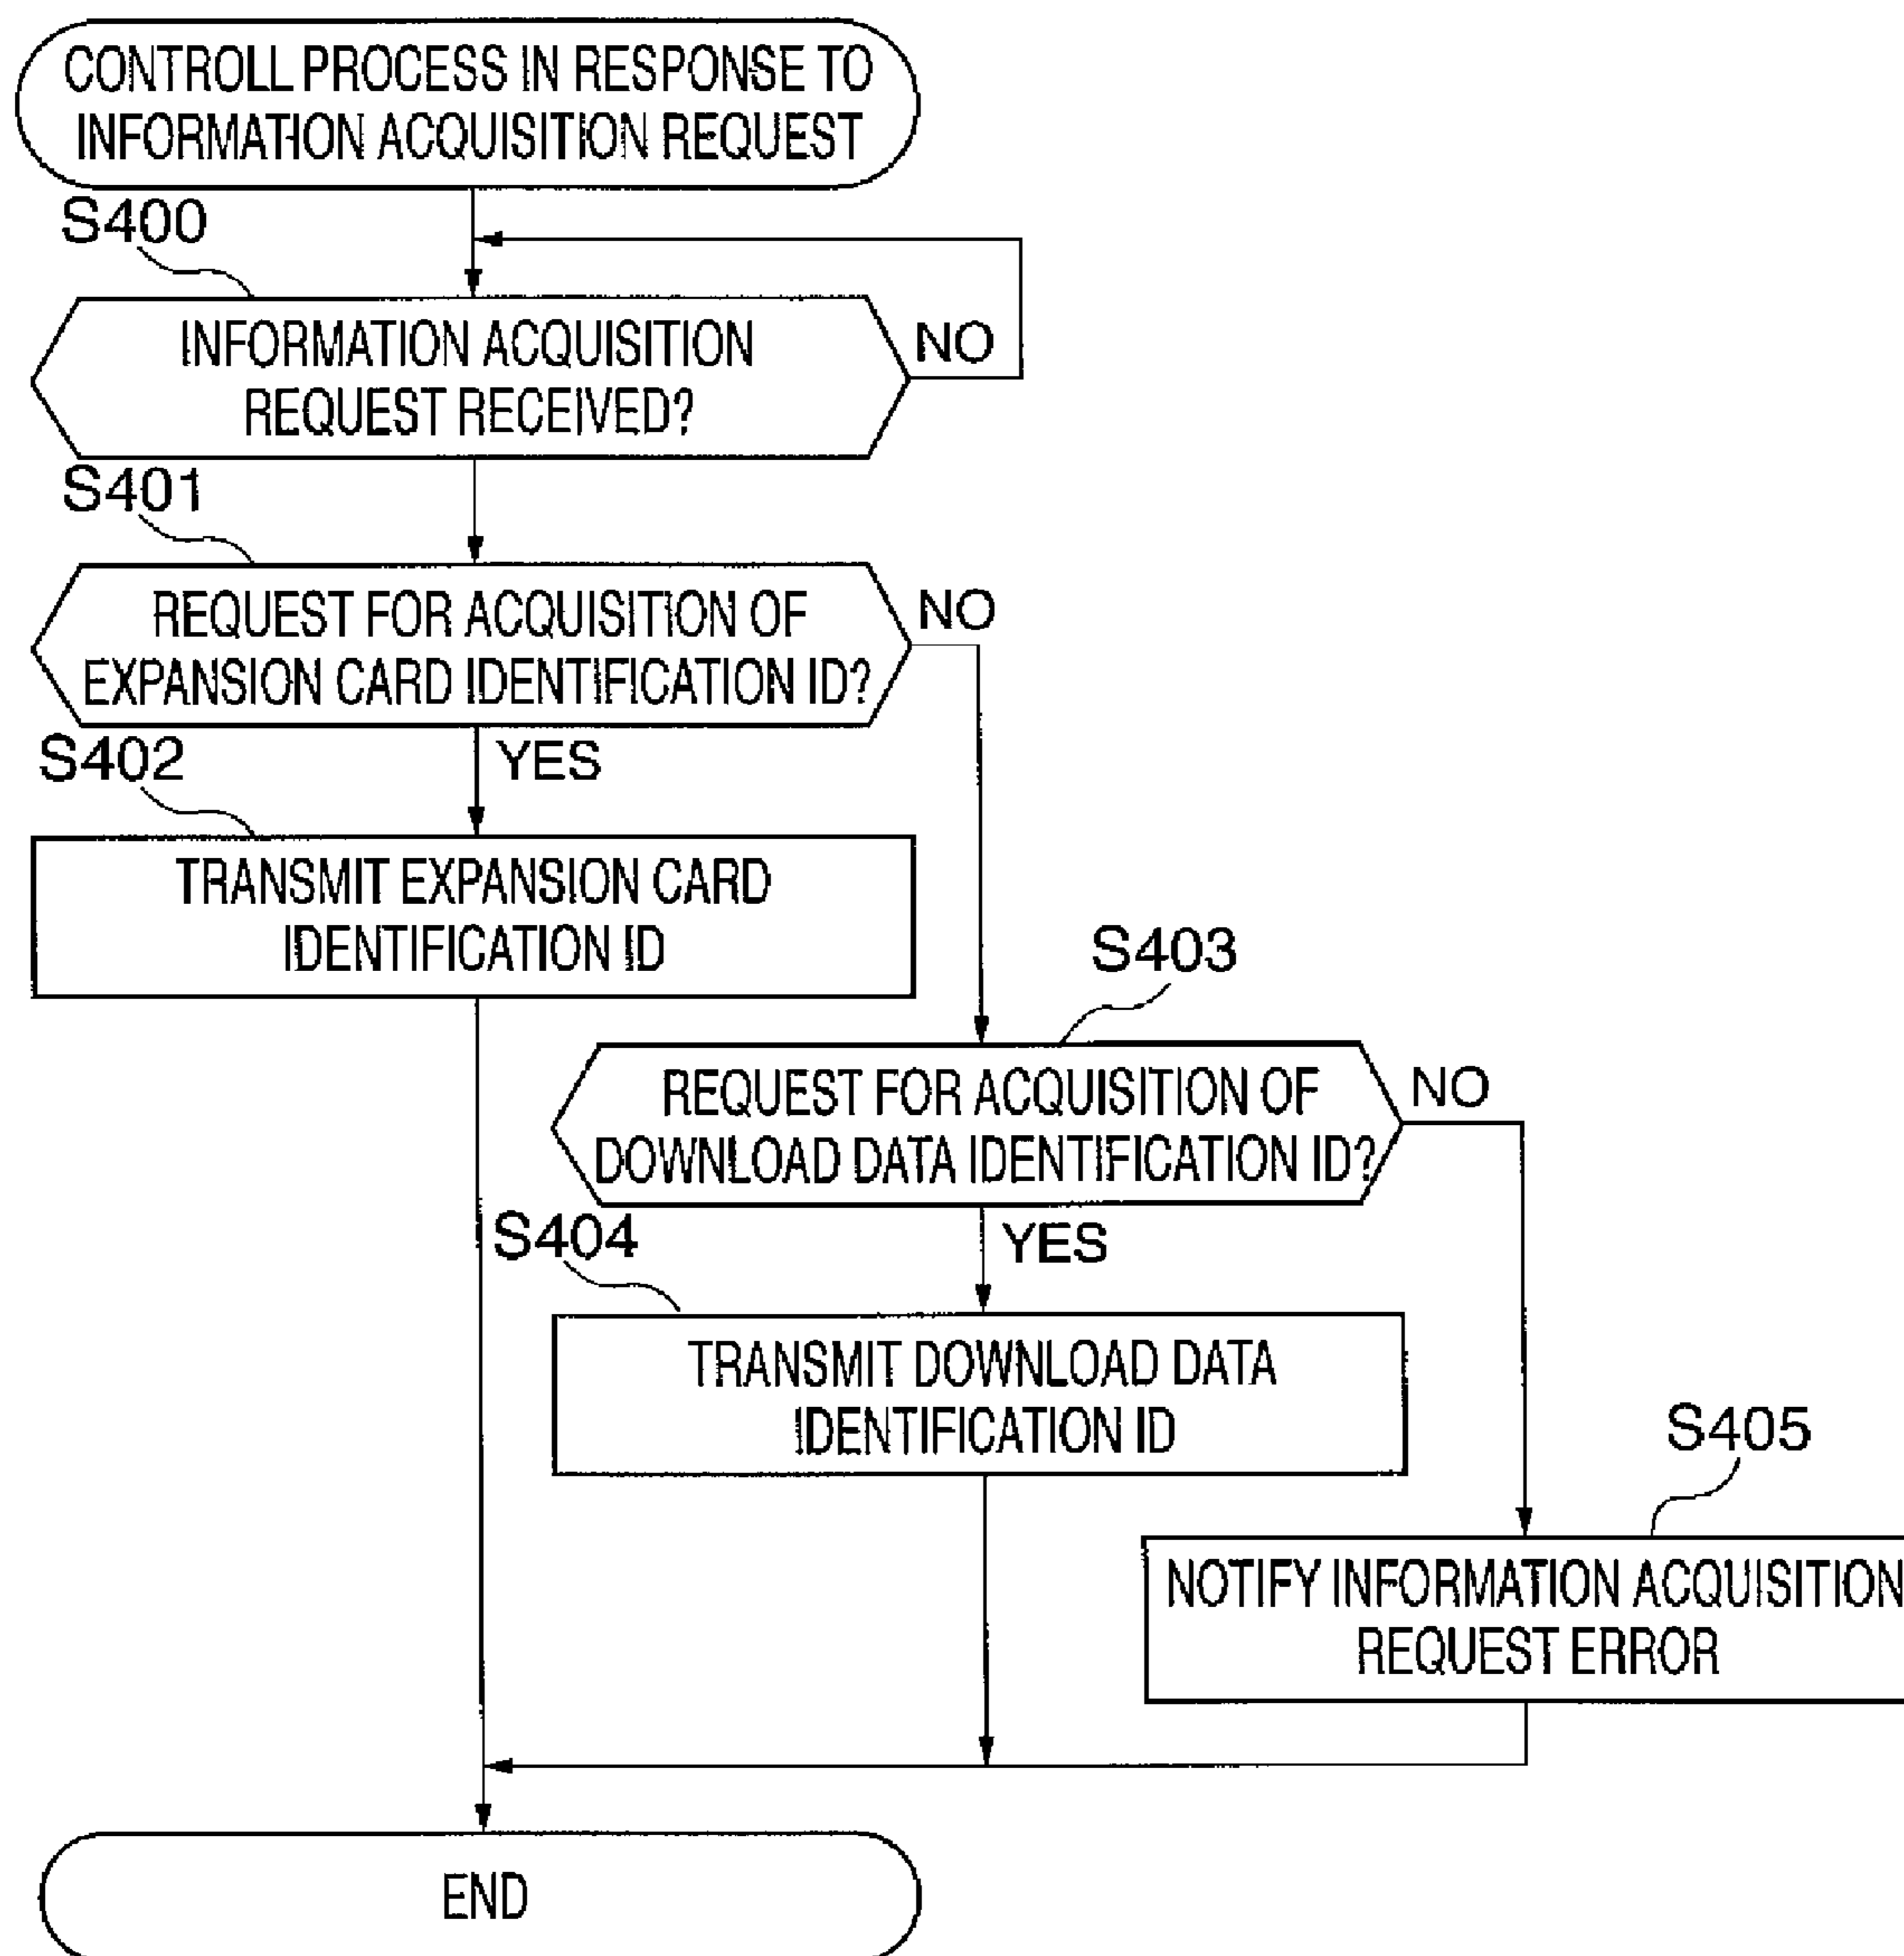 CONTROLL PROCESS IN RESPONSE TO
INFORMATION ACQUISITION REQUEST
S400
INFORMATION ACQUISITION
REQUEST RECEIVED?
NO
S401
REQUEST FOR ACQUISITION OF
EXPANSION CARD IDENTIFICATION ID?
NO
S402
YES
TRANSMIT EXPANSION CARD
IDENTIFICATION ID
S403
REQUEST FOR ACQUISITION OF
DOWNLOAD DATA IDENTIFICATION ID?
NO
S404
YES
TRANSMIT DOWNLOAD DATA
IDENTIFICATION ID
S405
NOTIFY INFORMATION ACQUISITION
REQUEST ERROR
END